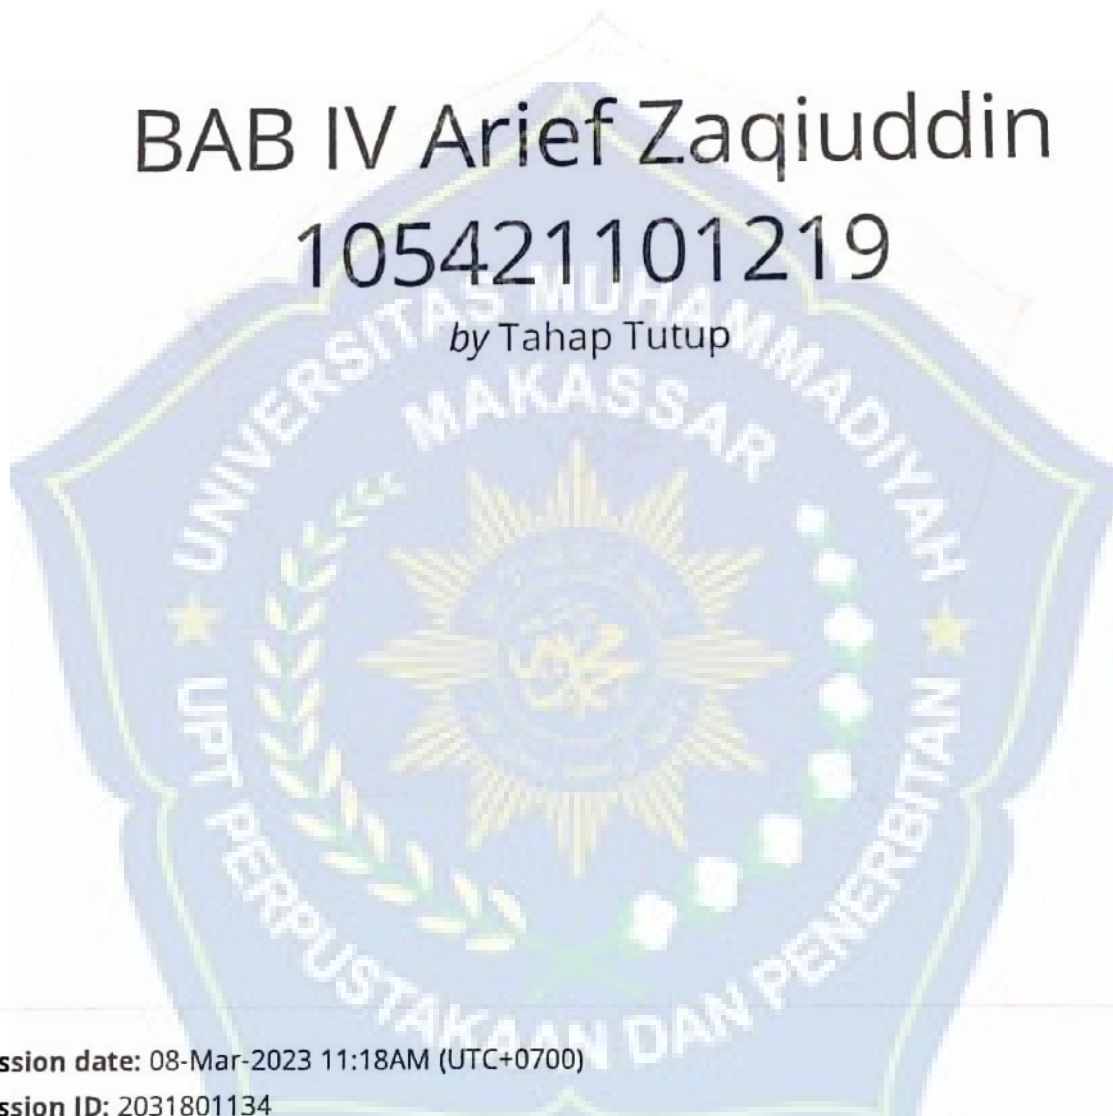 BAB IV Arief Zaqiuddin
105421101219
by Tahap Tutup
UNIVERSITAS MUHAMMADIYAH
MAKASSAR
UPT PERPUSTAKAAN DAN PENERBITAN
ssion date: 08-Mar-2023 11:18AM (UTC+0700)
ssion ID: 2031801134